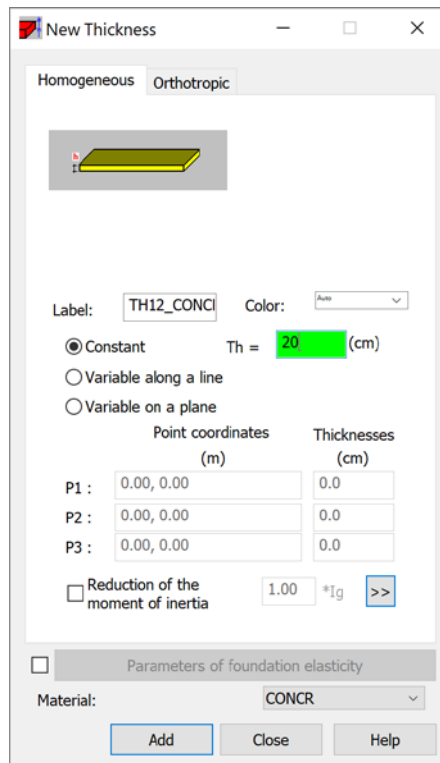 New Thickness
Homogeneous Orthotropic
h
Label: TH12_CONCI Color: Auto
Constant Th = 20 (cm)
Variable along a line
Variable on a plane
Point coordinates Thicknesses
(m) (cm)
P1 : 0.00, 0.00 0.0
P2 : 0.00, 0.00 0.0
P3 : 0.00, 0.00 0.0
Reduction of the
moment of inertia 1.00 *Ig >>
Parameters of foundation elasticity
Material: CONCR
Add Close Help